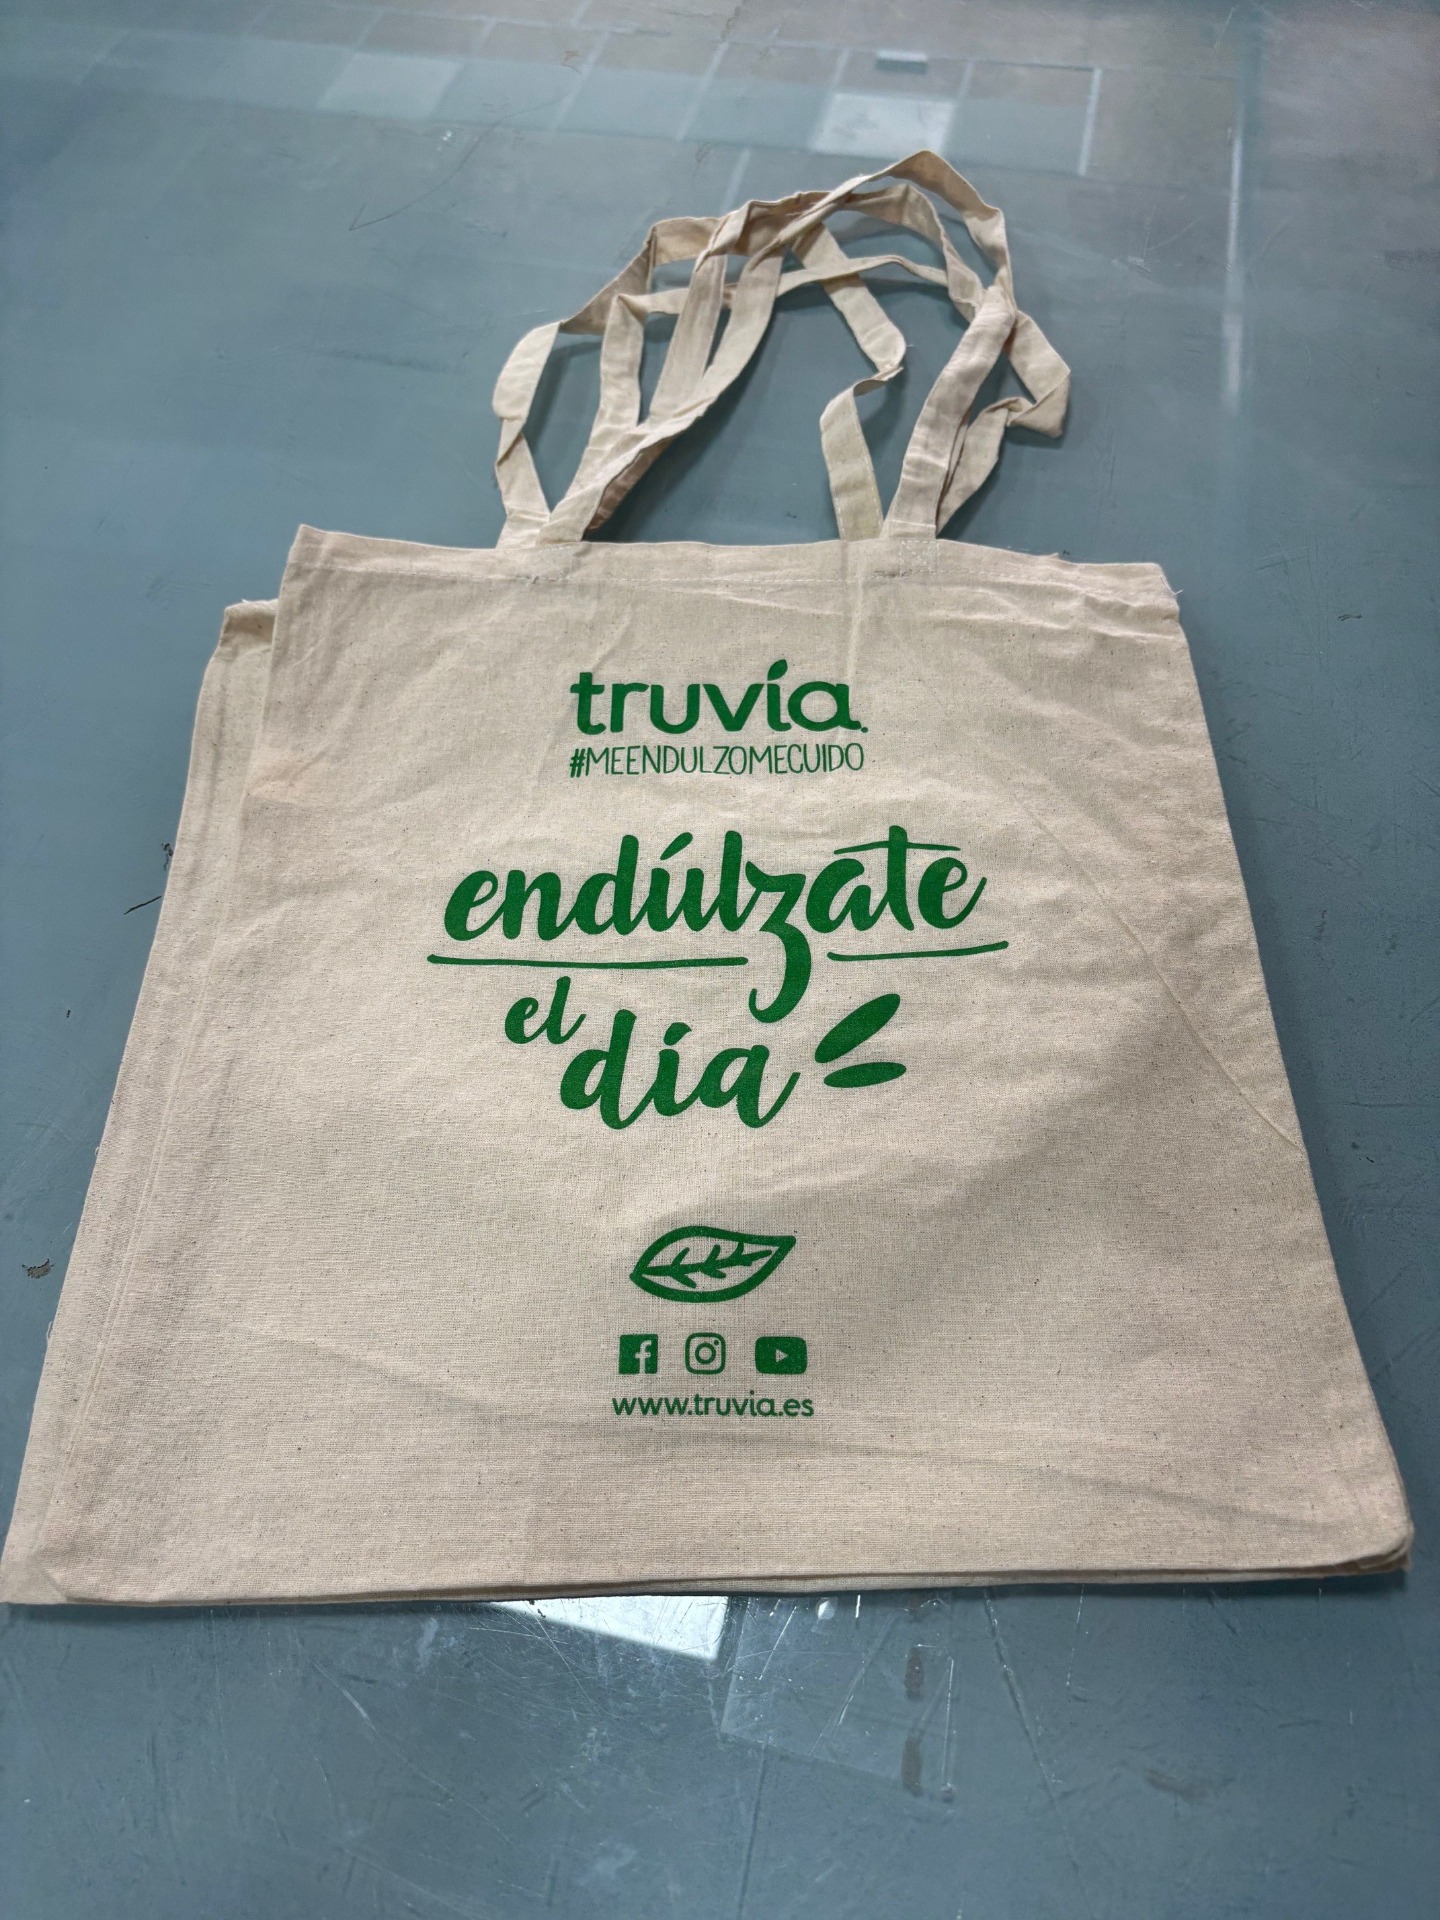 truvía.
#MEENDULZOMECUIDO
endúlzate
el día
www.truvia.es